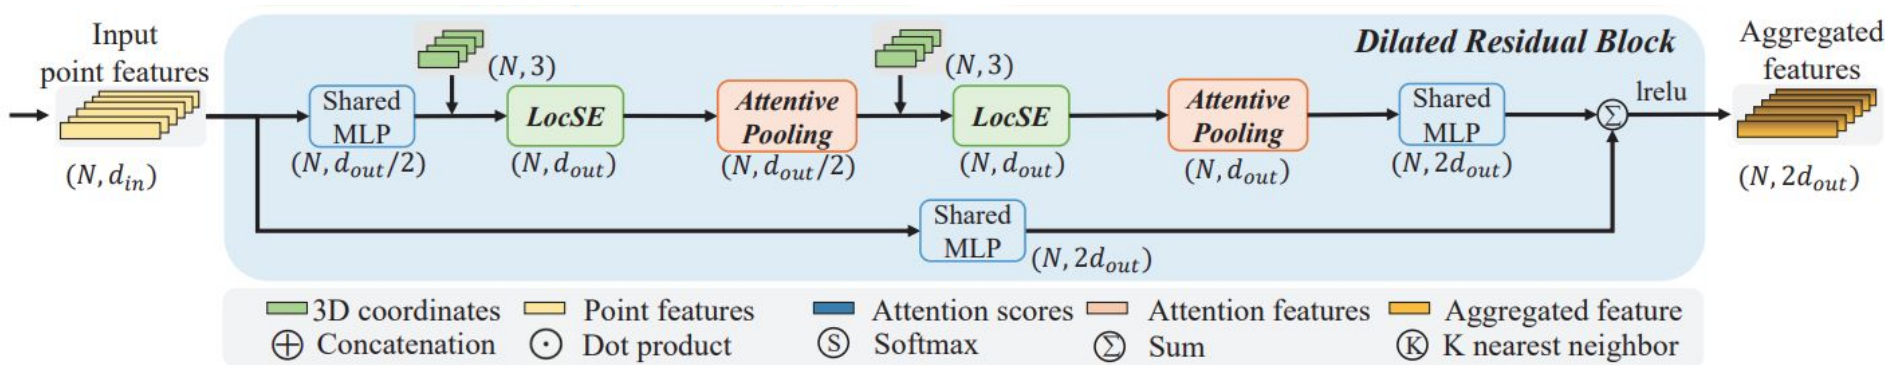 Input
point features
(N, d_in)
Dilated Residual Block
(N, 3)
(N, 3)
Shared
MLP
(N, d_out/2)
LocSE
(N, d_out)
Attentive
Pooling
(N, d_out/2)
LocSE
(N, d_out)
Attentive
Pooling
(N, d_out)
Shared
MLP
(N, 2d_out)
Σ
lrelu
Shared
MLP
(N, 2d_out)
Aggregated
features
(N, 2d_out)
3D coordinates
Point features
Attention scores
Attention features
Aggregated feature
⊕ Concatenation
⊙ Dot product
Ⓢ Softmax
Σ Sum
Ⓚ K nearest neighbor